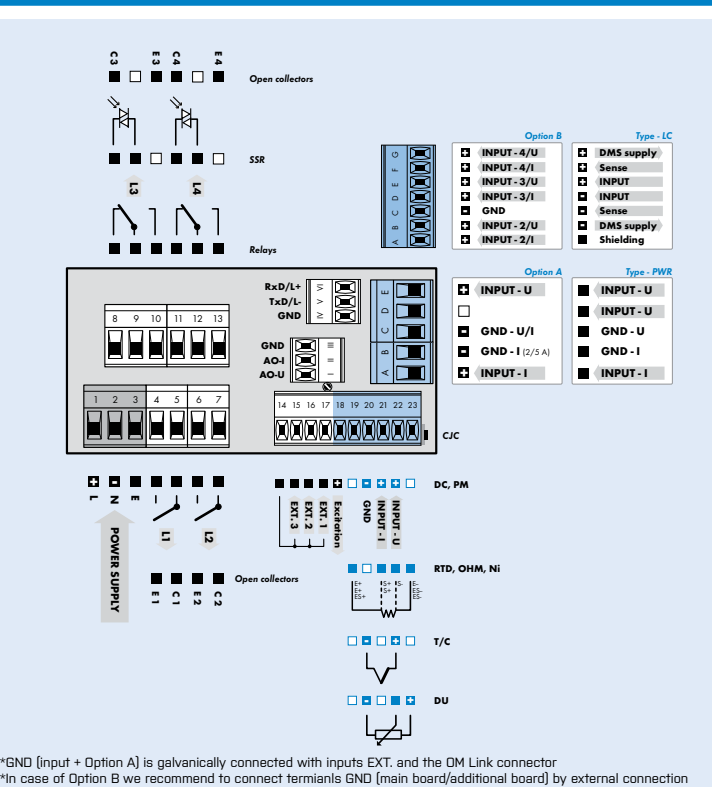 C3 E3 C4 E4
Open collectors
SSR
L3 L4
Relays
Option B
G F E D C B A
INPUT - 4/U
INPUT - 4/I
INPUT - 3/U
INPUT - 3/I
GND
INPUT - 2/U
INPUT - 2/I
Type - LC
DMS supply
Sense
INPUT
INPUT
Sense
DMS supply
Shielding
8 9 10 11 12 13
RxD/L+ VI
TxD/L- V
GND IV
GND III
AO-I II
AO-U I
E D C B A
Option A
INPUT - U
GND - U/I
GND - I (2/5 A)
INPUT - I
Type - PWR
INPUT - U
INPUT - U
GND - U
GND - I
INPUT - I
1 2 3 4 5 6 7
14 15 16 17 18 19 20 21 22 23
CJC
L N E
POWER SUPPLY
L1 L2
E1 C1 E2 C2
Open collectors
EXT. 3 EXT. 2 EXT. 1 Excitation GND INPUT - I INPUT - U
DC, PM
RTD, OHM, Ni
E+ S+ S- E-
E+ S+ ES-
ES+ ES-
T/C
DU
*GND (input + Option A) is galvanically connected with inputs EXT. and the OM Link connector
*In case of Option B we recommend to connect termianls GND (main board/additional board) by external connection